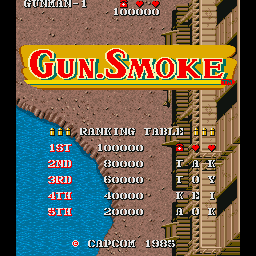 GUNMAN-1
100000
GUN.SMOKE
RANKING TABLE
1ST 100000
2ND 80000 T A K
3RD 60000 T O Y
4TH 40000 K E I
5TH 20000 A O K
© CAPCOM 1985